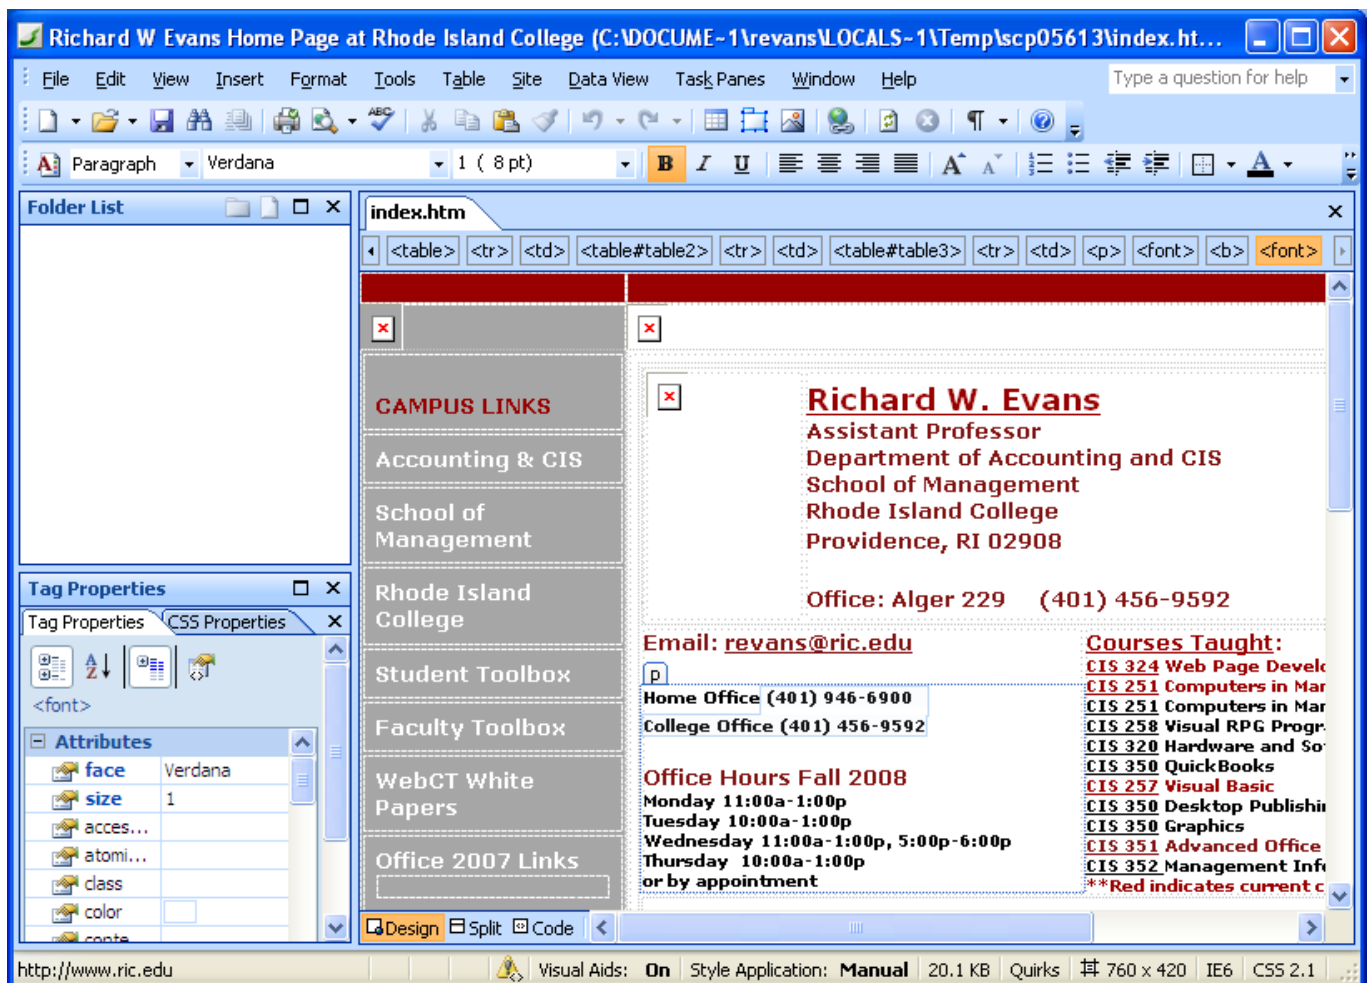 Richard W Evans Home Page at Rhode Island College (C:\DOCUME~1\revans\LOCALS~1\Temp\scp05613\index.ht...
File Edit View Insert Format Tools Table Site Data View Task Panes Window Help Type a question for help
Paragraph Verdana 1 ( 8 pt) B I U
Folder List
index.htm
<table> <tr> <td> <table#table2> <tr> <td> <table#table3> <tr> <td> <p> <font> <b> <font>
CAMPUS LINKS
Accounting & CIS
School of
Management
Rhode Island
College
Student Toolbox
Faculty Toolbox
WebCT White
Papers
Office 2007 Links
Richard W. Evans
Assistant Professor
Department of Accounting and CIS
School of Management
Rhode Island College
Providence, RI 02908
Office: Alger 229 (401) 456-9592
Email: revans@ric.edu
p
Home Office (401) 946-6900
College Office (401) 456-9592
Office Hours Fall 2008
Monday 11:00a-1:00p
Tuesday 10:00a-1:00p
Wednesday 11:00a-1:00p, 5:00p-6:00p
Thursday 10:00a-1:00p
or by appointment
Courses Taught:
CIS 324 Web Page Develo
CIS 251 Computers in Mar
CIS 251 Computers in Mar
CIS 258 Visual RPG Progr
CIS 320 Hardware and So
CIS 350 QuickBooks
CIS 257 Visual Basic
CIS 350 Desktop Publishi
CIS 350 Graphics
CIS 351 Advanced Office
CIS 352 Management Inf
**Red indicates current c
Tag Properties
Tag Properties CSS Properties
<font>
Attributes
face Verdana
size 1
acces...
atomi...
class
color
conte
Design Split Code
http://www.ric.edu Visual Aids: On Style Application: Manual 20.1 KB Quirks 760 x 420 IE6 CSS 2.1